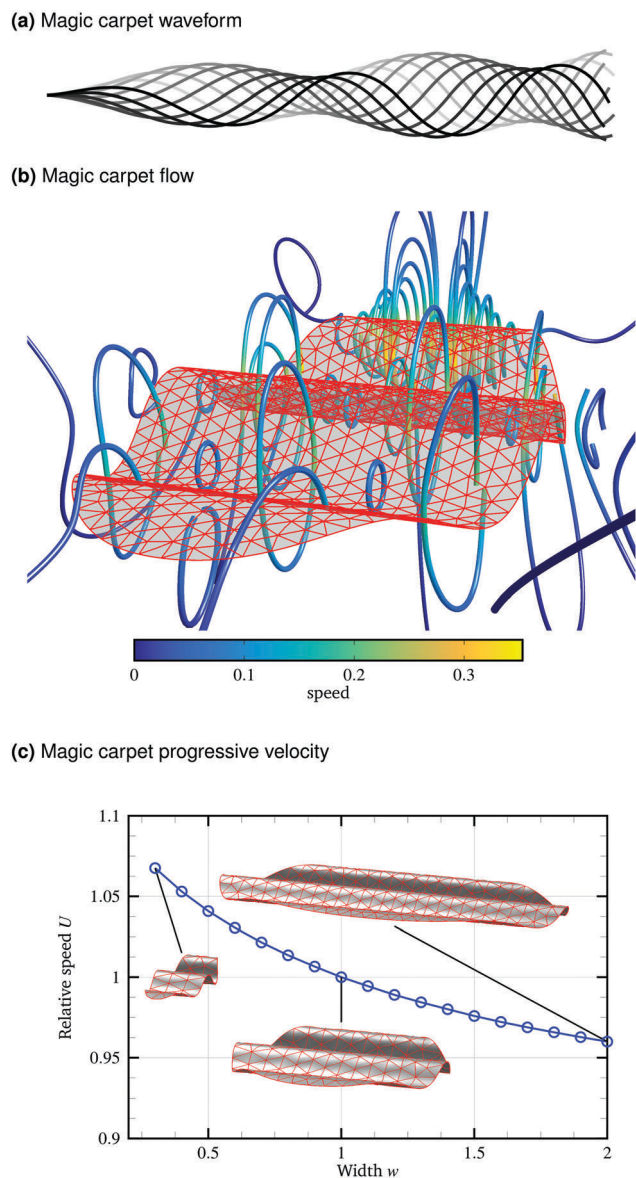 (a) Magic carpet waveform
(b) Magic carpet flow
0 0.1 0.2 0.3
speed
(c) Magic carpet progressive velocity
1.1
1.05
1
0.95
0.9
Relative speed U
0.5 1 1.5 2
Width w